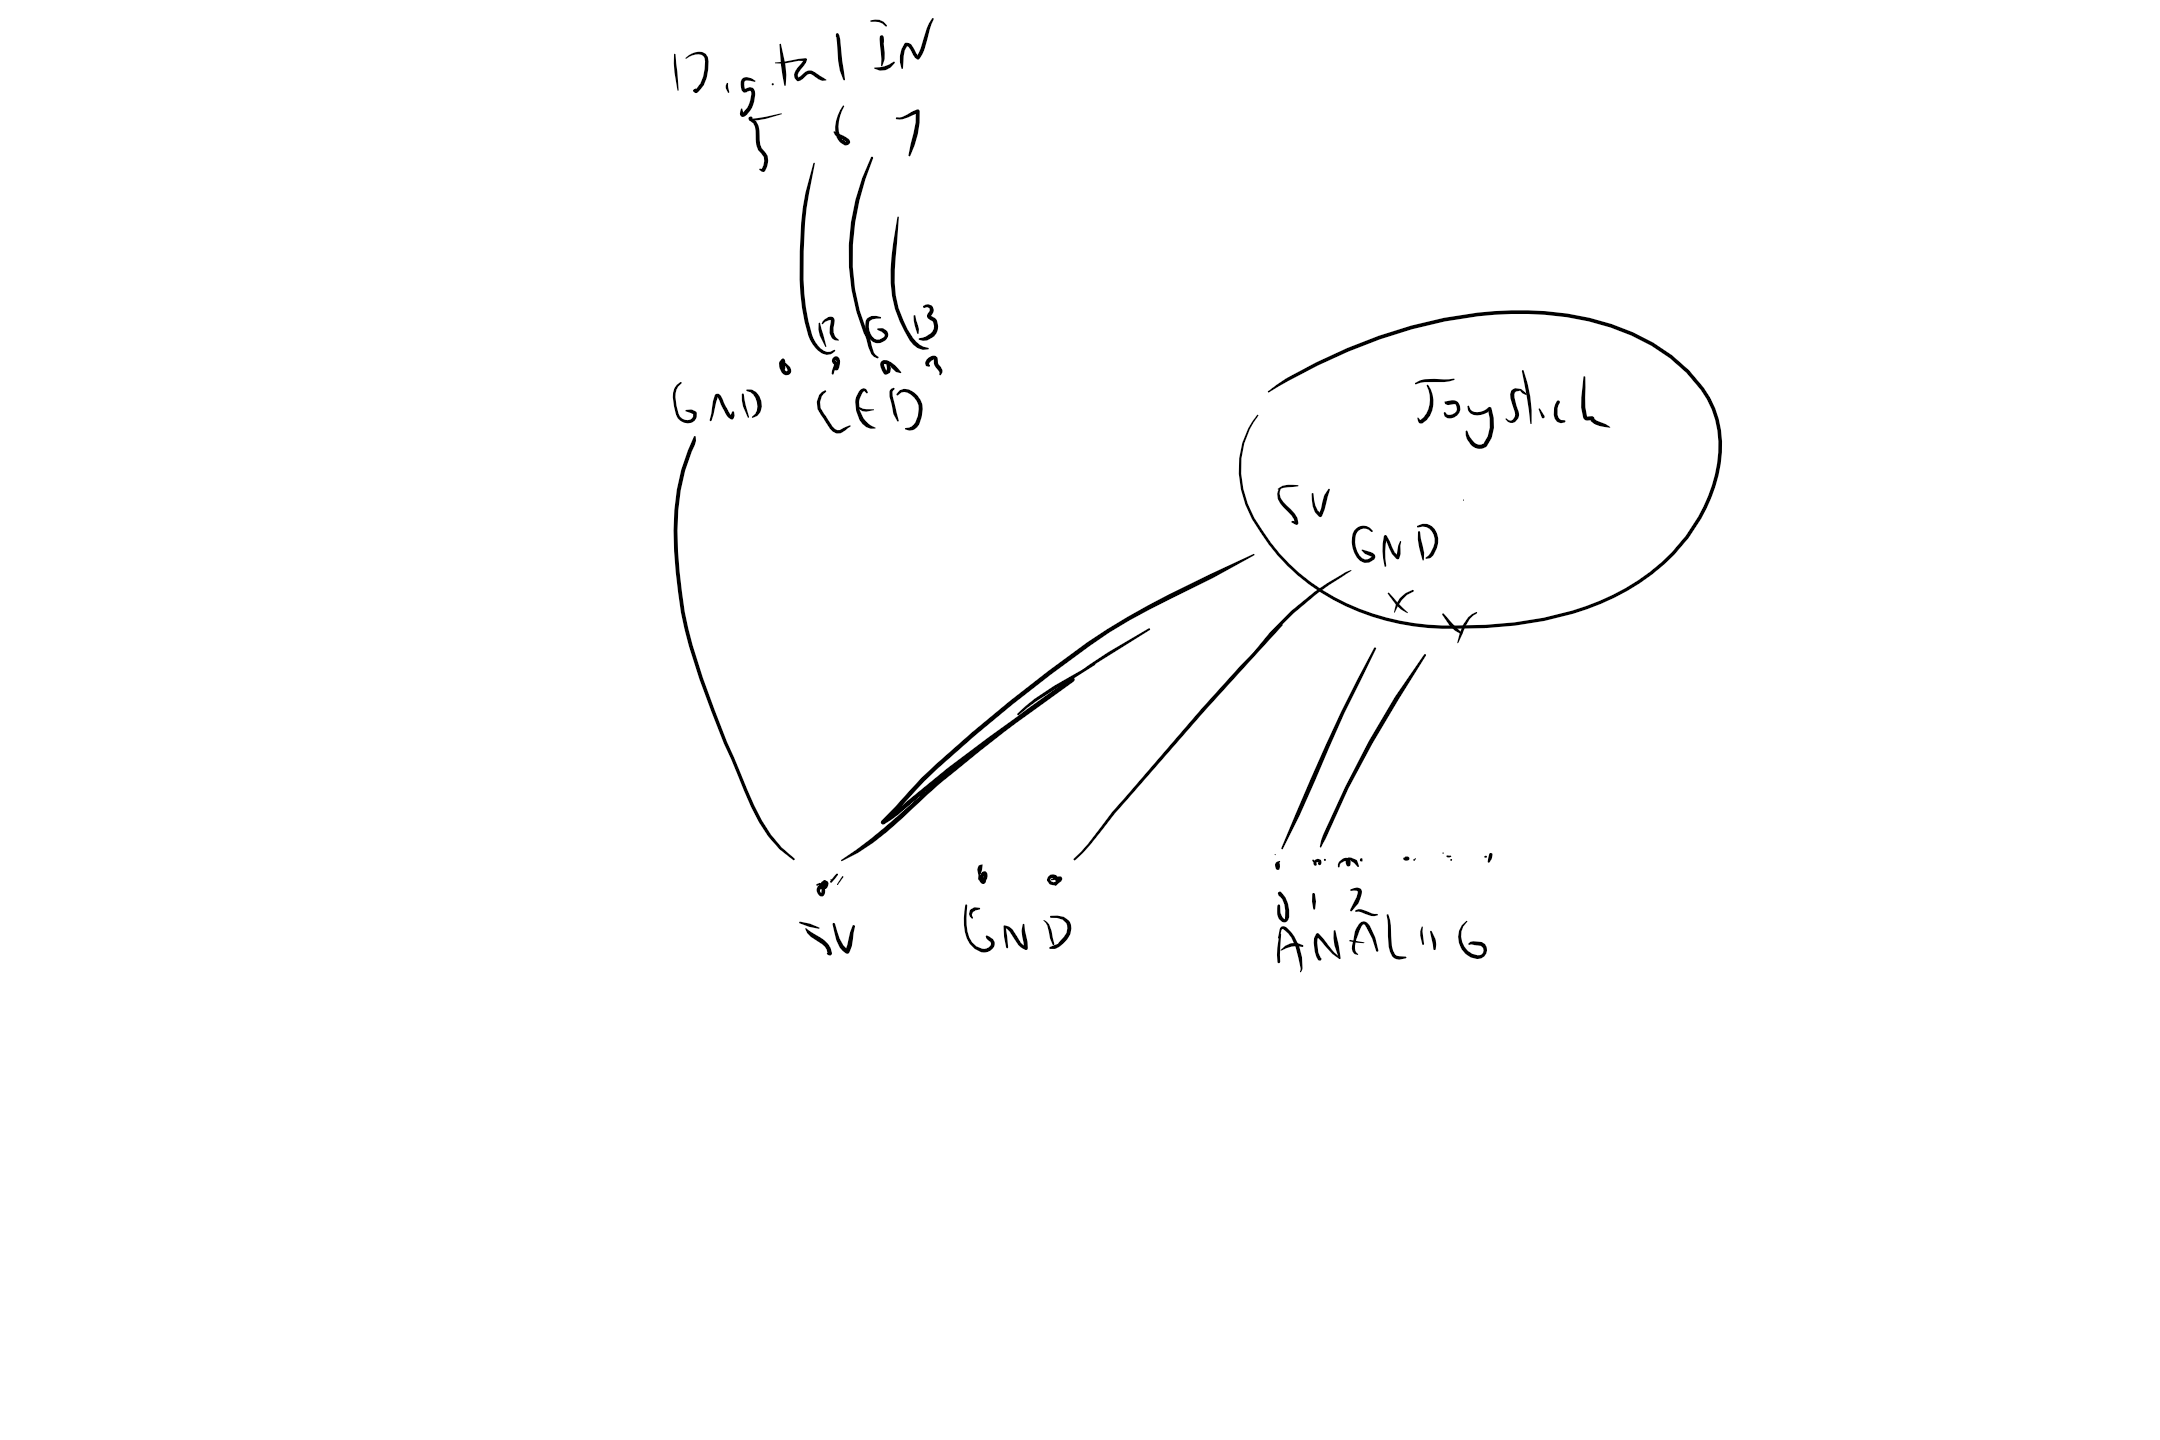 Digital IN
5 6 7
R G B
GND LED
Joystick
5V
GND
X
Y
5V GND
0 1 2
ANALOG